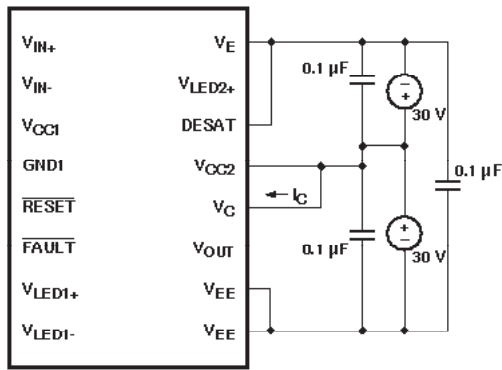 VIN+
VIN-
VCC1
GND1
RESET
FAULT
VLED1+
VLED1-
VE
VLED2+
DESAT
VCC2
VC
VOUT
VEE
VEE
IC
0.1 µF
30 V
0.1 µF
0.1 µF
30 V